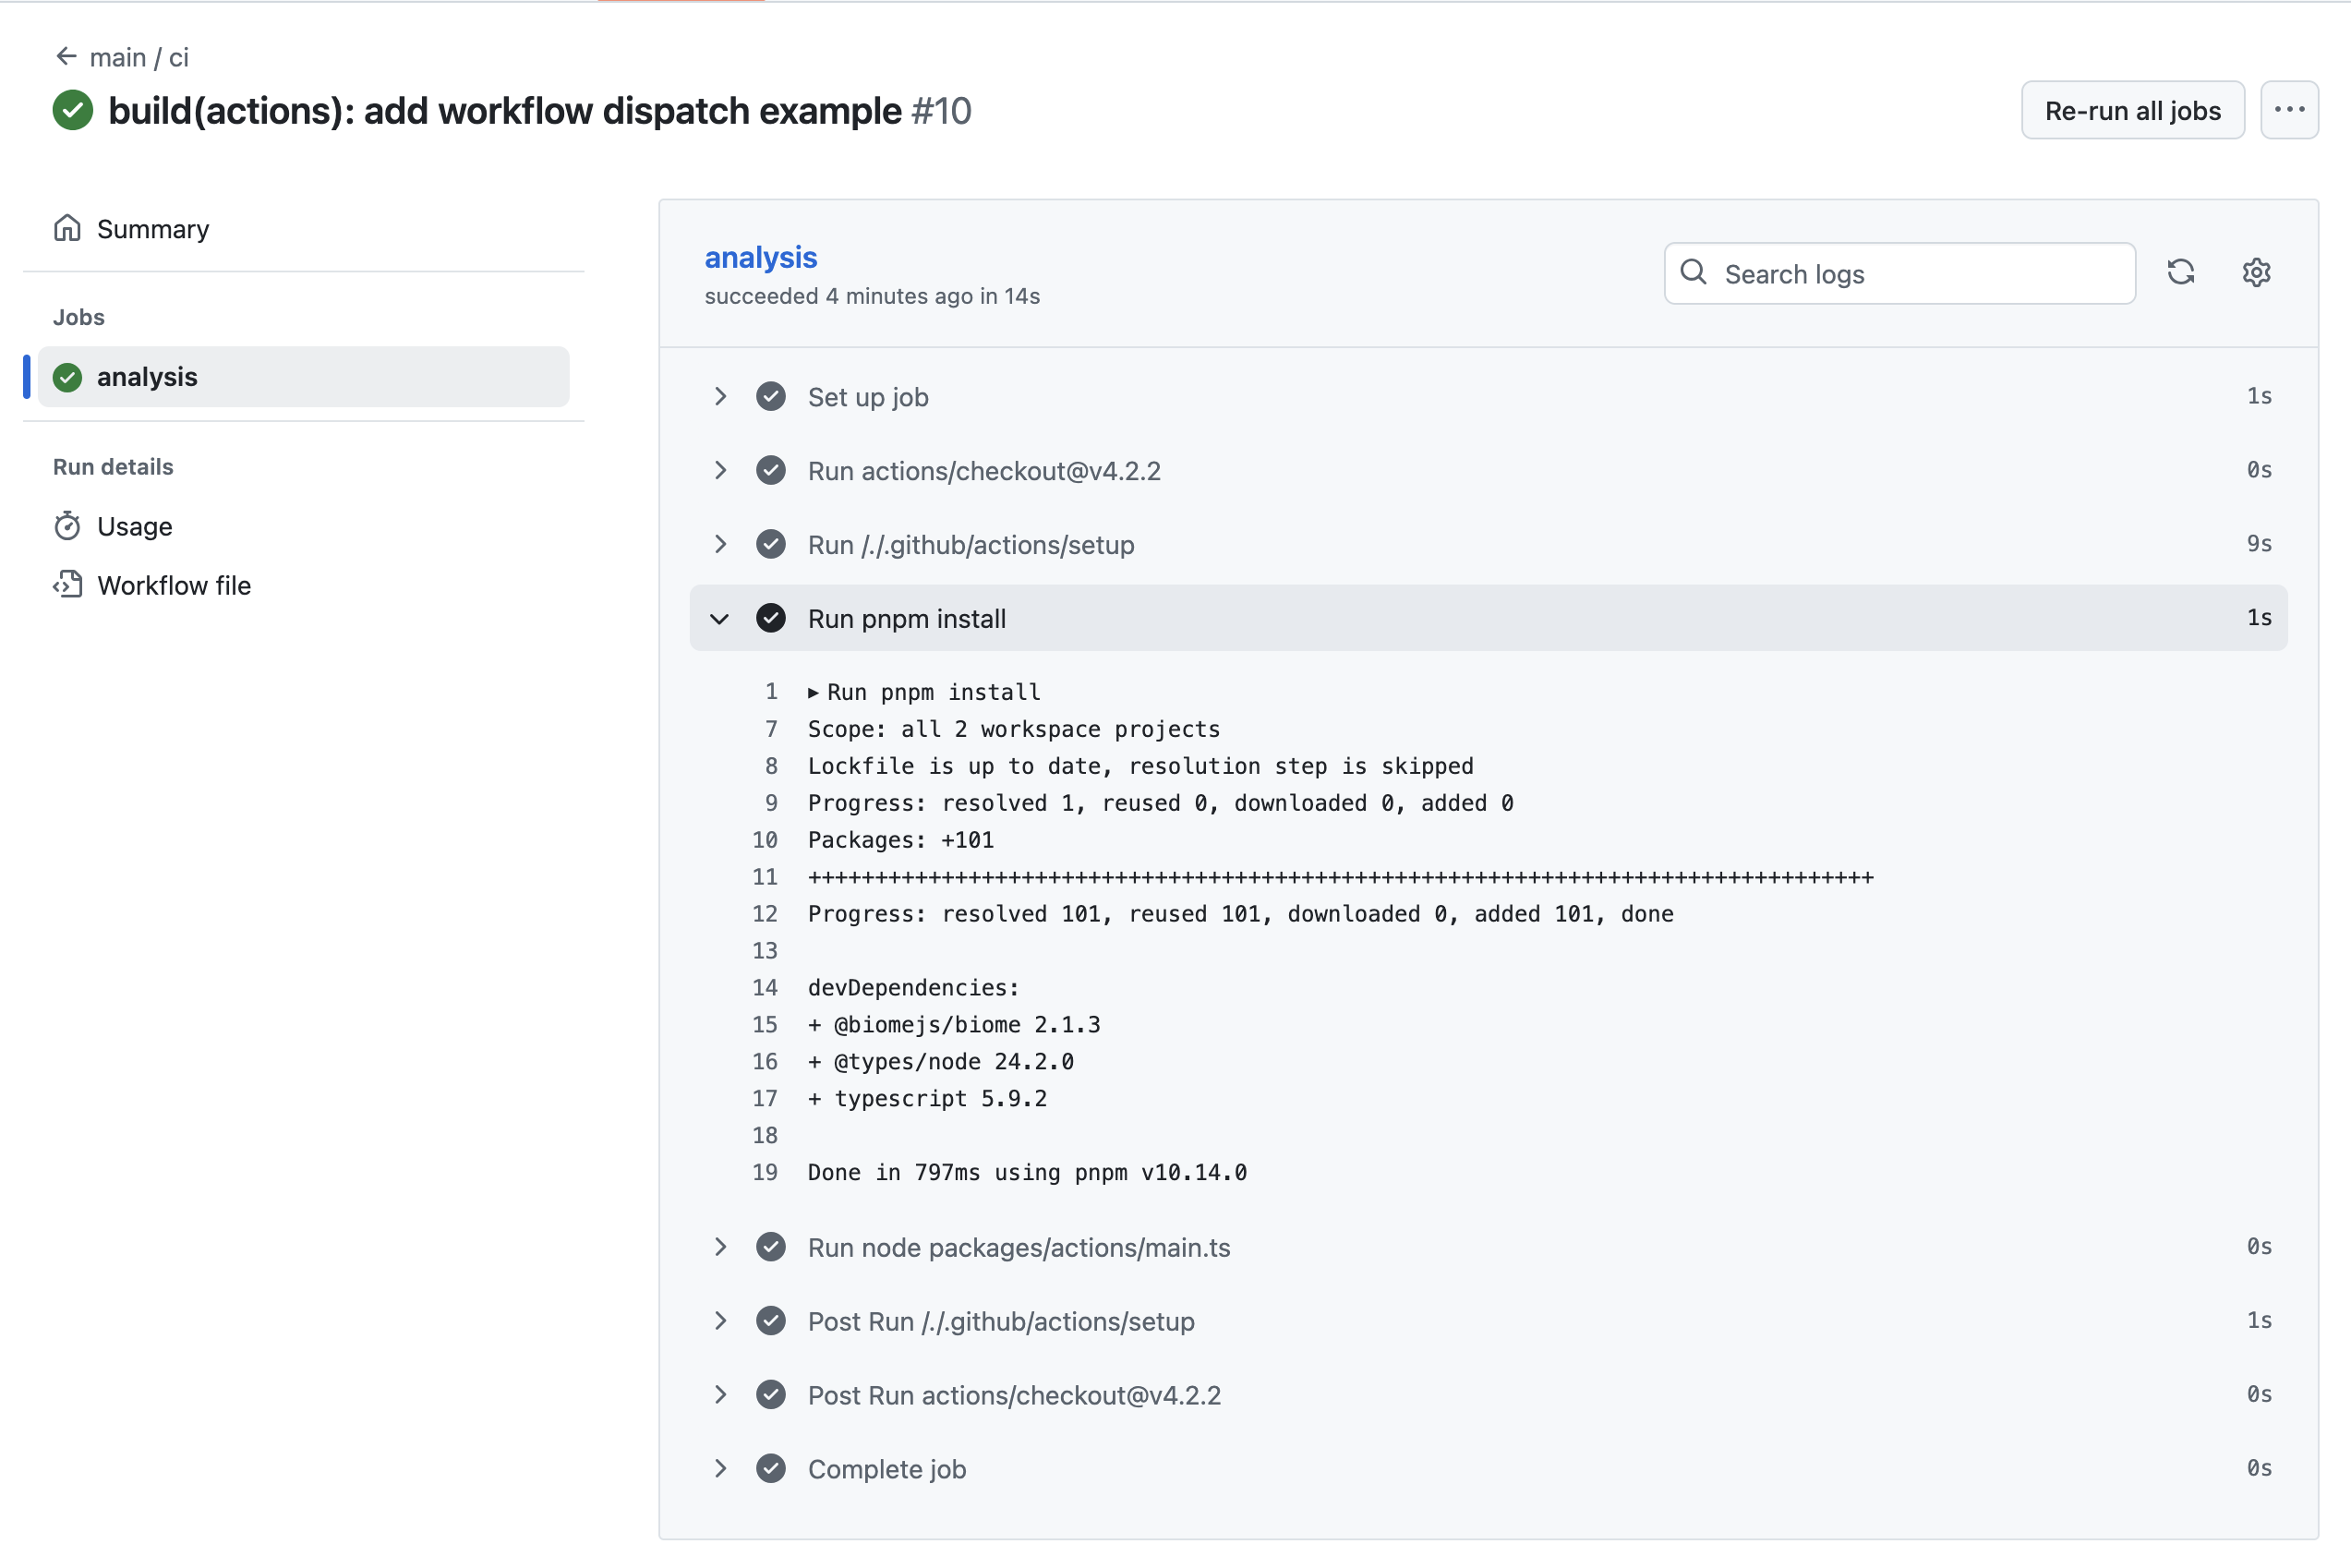 main / ci
build(actions): add workflow dispatch example #10
Re-run all jobs
Summary
Jobs
analysis
Run details
Usage
Workflow file
analysis
succeeded 4 minutes ago in 14s
Search logs
Set up job 1s
Run actions/checkout@v4.2.2 0s
Run /./.github/actions/setup 9s
Run pnpm install 1s
1 ▸ Run pnpm install
7 Scope: all 2 workspace projects
8 Lockfile is up to date, resolution step is skipped
9 Progress: resolved 1, reused 0, downloaded 0, added 0
10 Packages: +101
11 ++++++++++++++++++++++++++++++++++++++++++++++++++++++++++++++++++++++++++++++++
12 Progress: resolved 101, reused 101, downloaded 0, added 101, done
13
14 devDependencies:
15 + @biomejs/biome 2.1.3
16 + @types/node 24.2.0
17 + typescript 5.9.2
18
19 Done in 797ms using pnpm v10.14.0
Run node packages/actions/main.ts 0s
Post Run /./.github/actions/setup 1s
Post Run actions/checkout@v4.2.2 0s
Complete job 0s